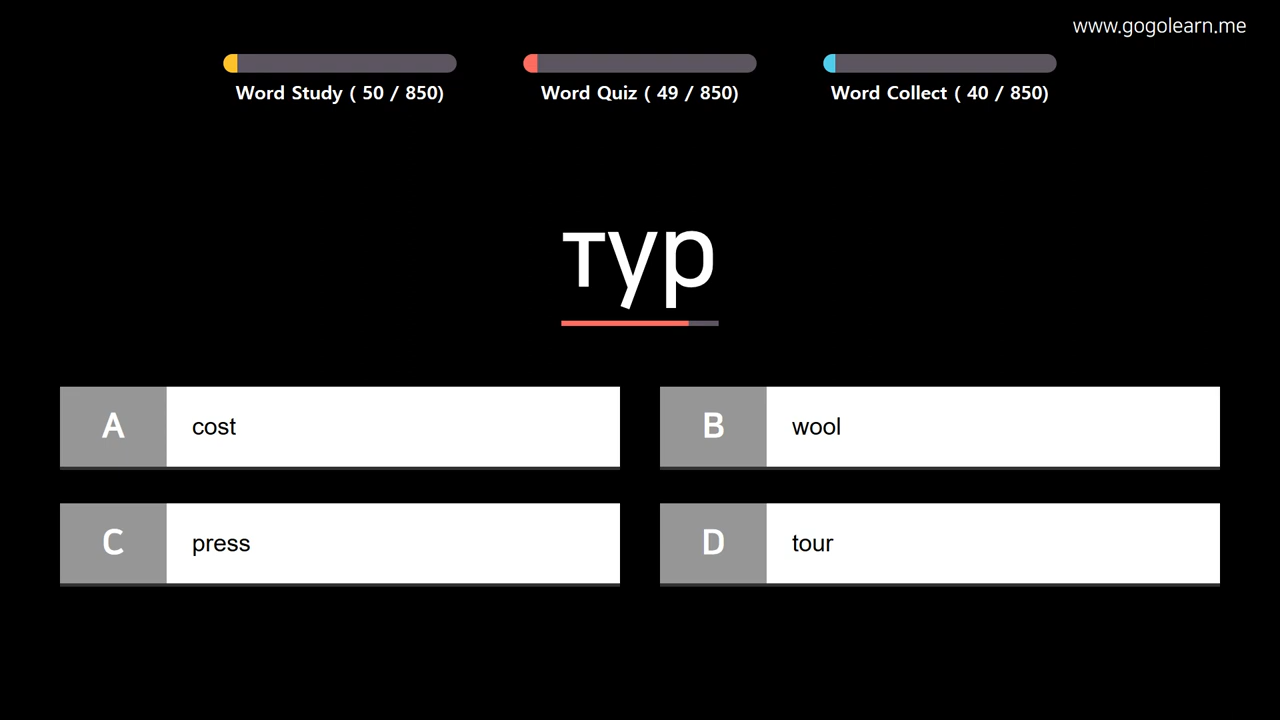 www.gogolearn.me
Word Study ( 50 / 850)
Word Quiz ( 49 / 850)
Word Collect ( 40 / 850)
тур
A cost
B wool
C press
D tour